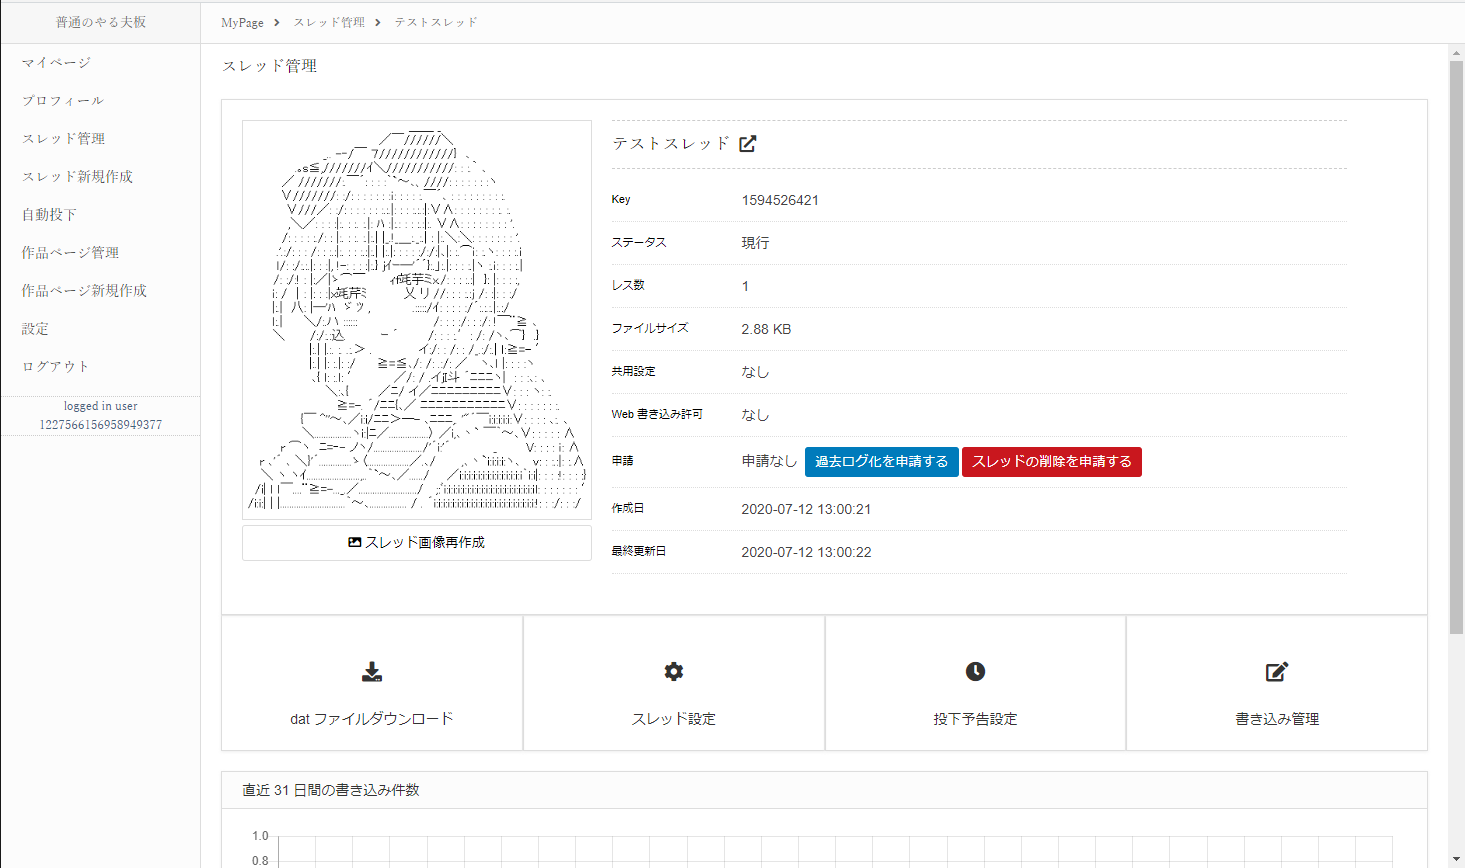 普通のやる夫板
MyPage
スレッド管理
テストスレッド
マイページ
プロフィール
スレッド管理
スレッド新規作成
自動投下
作品ページ管理
作品ページ新規作成
設定
ログアウト
logged in user
1227566156958949377
スレッド管理
スレッド画像再作成
テストスレッド
Key 1594526421
ステータス 現行
レス数 1
ファイルサイズ 2.88 KB
共用設定 なし
Web 書き込み許可 なし
申請 申請なし 過去ログ化を申請する スレッドの削除を申請する
作成日 2020-07-12 13:00:21
最終更新日 2020-07-12 13:00:22
dat ファイルダウンロード
スレッド設定
投下予告設定
書き込み管理
直近 31 日間の書き込み件数
1.0
0.8